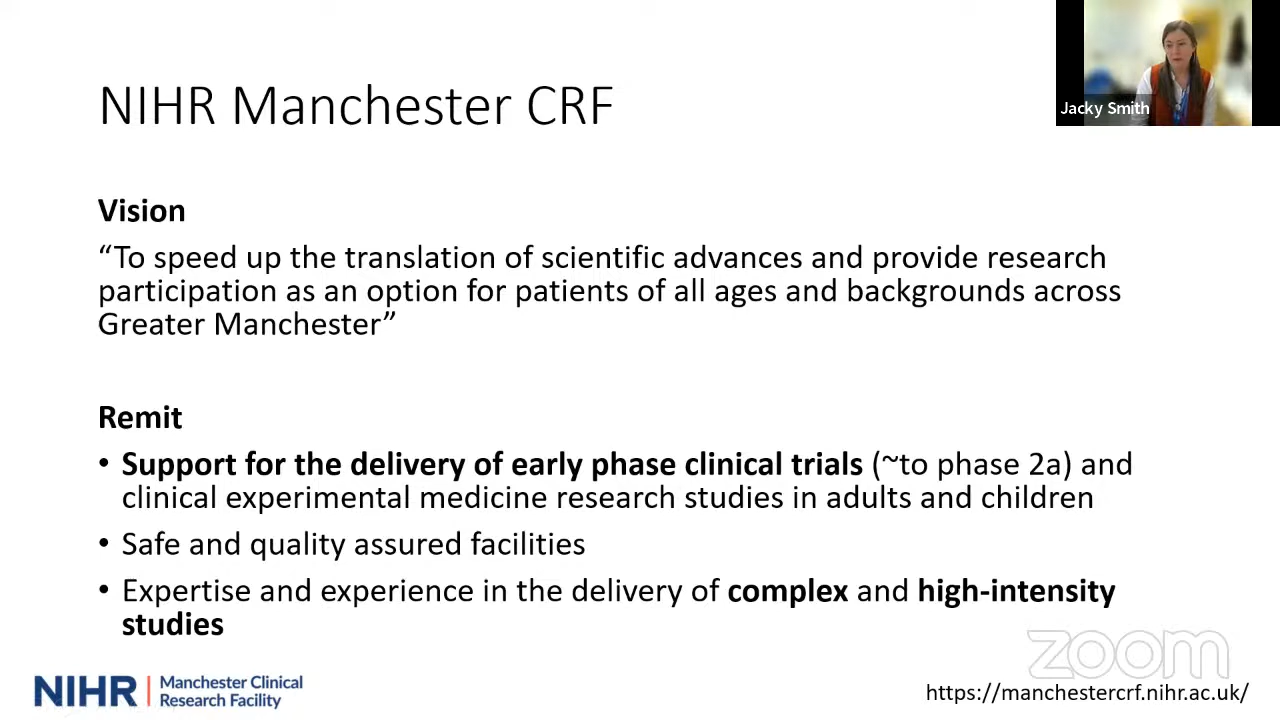 NIHR Manchester CRF
Jacky Smith
Vision
“To speed up the translation of scientific advances and provide research
participation as an option for patients of all ages and backgrounds across
Greater Manchester”
Remit
• Support for the delivery of early phase clinical trials (~to phase 2a) and
clinical experimental medicine research studies in adults and children
• Safe and quality assured facilities
• Expertise and experience in the delivery of complex and high-intensity
studies
zoom
NIHR | Manchester Clinical
Research Facility
https://manchestercrf.nihr.ac.uk/